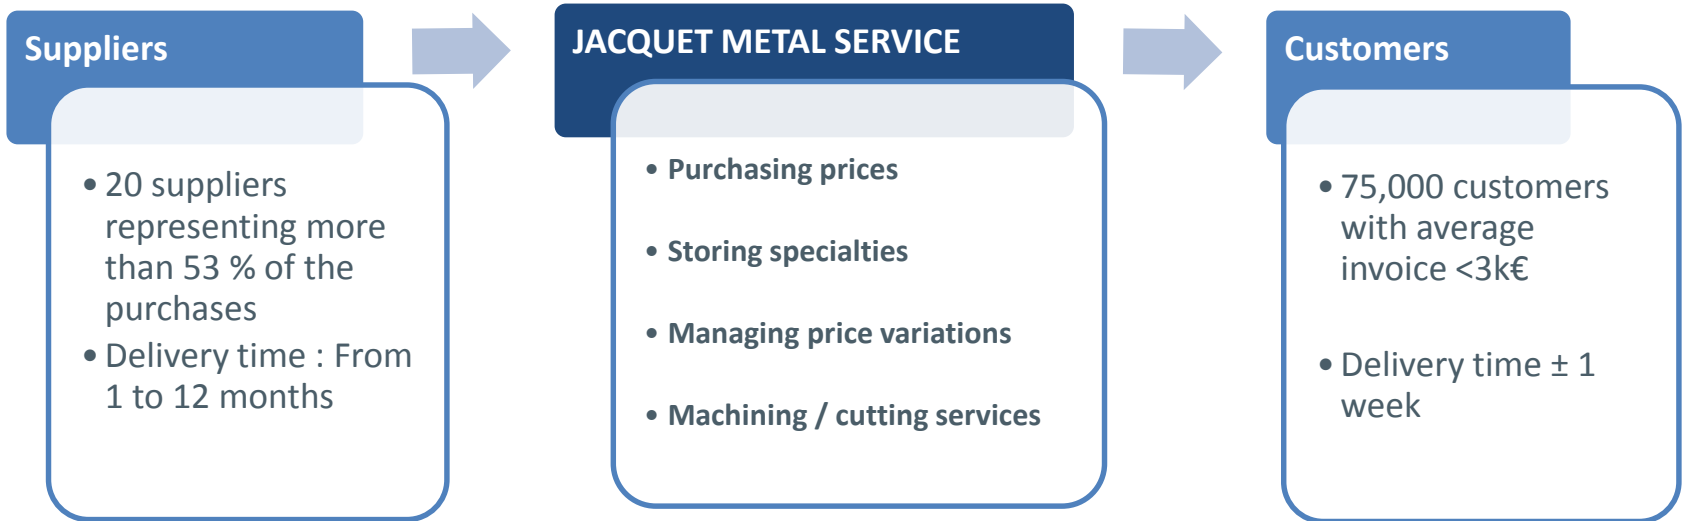 Suppliers
• 20 suppliers
representing more
than 53 % of the
purchases
• Delivery time : From
1 to 12 months
JACQUET METAL SERVICE
• Purchasing prices
• Storing specialties
• Managing price variations
• Machining / cutting services
Customers
• 75,000 customers
with average
invoice <3k€
• Delivery time ± 1
week